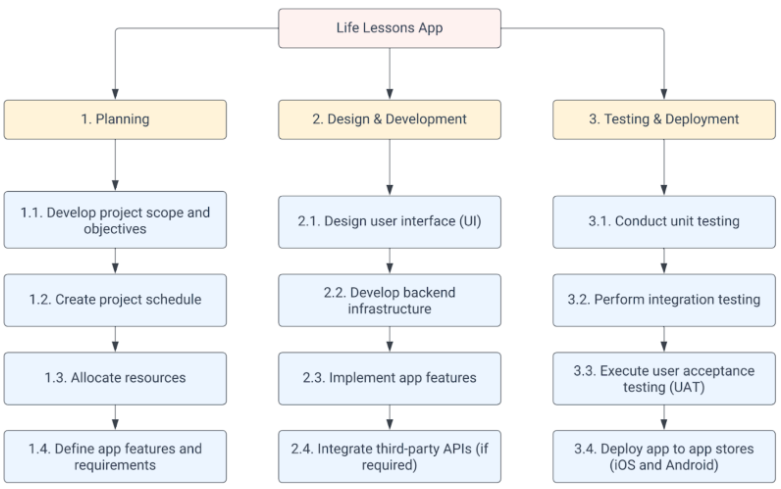 Life Lessons App
1. Planning
2. Design & Development
3. Testing & Deployment
1.1. Develop project scope and
objectives
2.1. Design user interface (UI)
3.1. Conduct unit testing
1.2. Create project schedule
2.2. Develop backend
infrastructure
3.2. Perform integration testing
1.3. Allocate resources
2.3. Implement app features
3.3. Execute user acceptance
testing (UAT)
1.4. Define app features and
requirements
2.4. Integrate third-party APIs (if
required)
3.4. Deploy app to app stores
(iOS and Android)